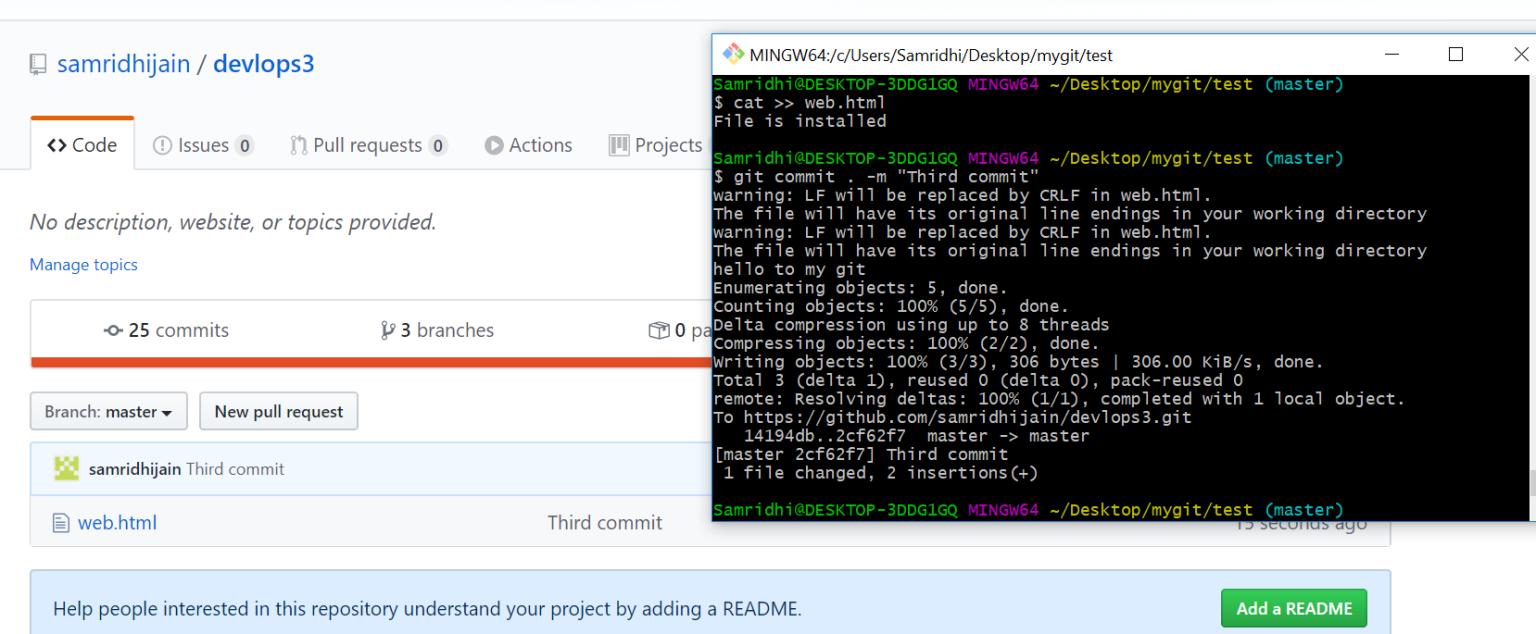 samridhijain / devlops3
Code
Issues 0
Pull requests 0
Actions
Projects
No description, website, or topics provided.
Manage topics
25 commits
3 branches
0 pa
Branch: master
New pull request
samridhijain Third commit
web.html
Third commit
15 seconds ago
Help people interested in this repository understand your project by adding a README.
Add a README
MINGW64:/c/Users/Samridhi/Desktop/mygit/test
Samridhi@DESKTOP-3DDG1GQ MINGW64 ~/Desktop/mygit/test (master)
$ cat >> web.html
File is installed
Samridhi@DESKTOP-3DDG1GQ MINGW64 ~/Desktop/mygit/test (master)
$ git commit . -m "Third commit"
warning: LF will be replaced by CRLF in web.html.
The file will have its original line endings in your working directory
warning: LF will be replaced by CRLF in web.html.
The file will have its original line endings in your working directory
hello to my git
Enumerating objects: 5, done.
Counting objects: 100% (5/5), done.
Delta compression using up to 8 threads
Compressing objects: 100% (2/2), done.
Writing objects: 100% (3/3), 306 bytes | 306.00 KiB/s, done.
Total 3 (delta 1), reused 0 (delta 0), pack-reused 0
remote: Resolving deltas: 100% (1/1), completed with 1 local object.
To https://github.com/samridhijain/devlops3.git
14194db..2cf62f7 master -> master
[master 2cf62f7] Third commit
1 file changed, 2 insertions(+)
Samridhi@DESKTOP-3DDG1GQ MINGW64 ~/Desktop/mygit/test (master)